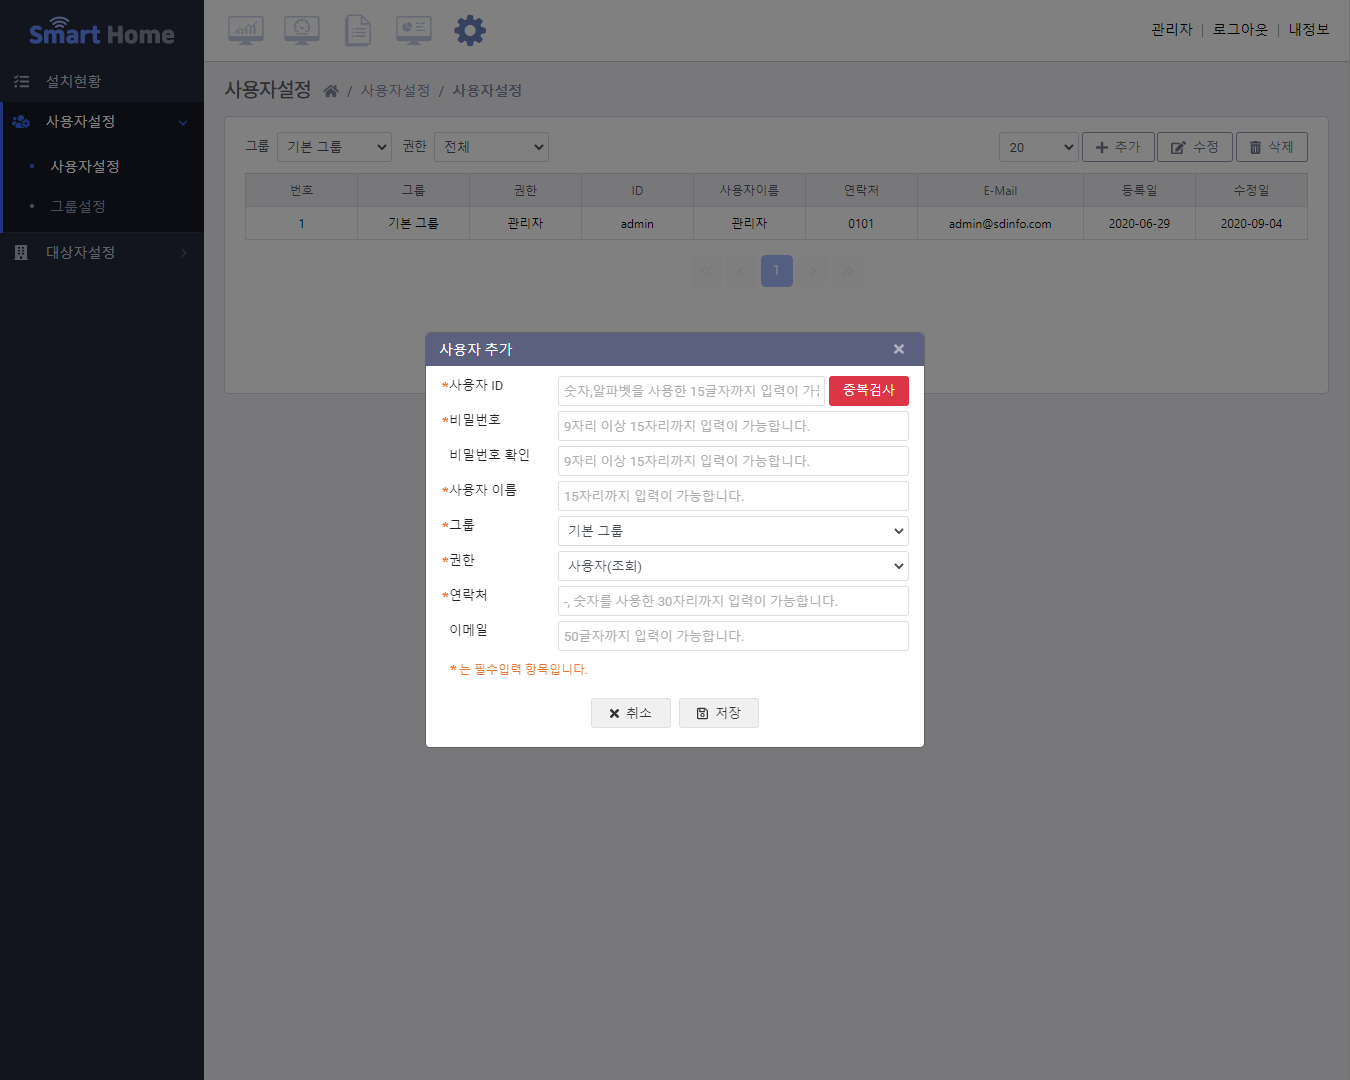 Smart Home
관리자 | 로그아웃 | 내정보
설치현황
사용자설정
사용자설정
그룹설정
대상자설정
사용자설정 / 사용자설정 / 사용자설정
그룹 기본 그룹 권한 전체 20 추가 수정 삭제
번호 그룹 권한 ID 사용자이름 연락처 E-Mail 등록일 수정일
1 기본 그룹 관리자 admin 관리자 0101 admin@sdinfo.com 2020-06-29 2020-09-04
« ‹ 1 › »
사용자 추가 ×
*사용자 ID 숫자,알파벳을 사용한 15글자까지 입력이 가 중복검사
*비밀번호 9자리 이상 15자리까지 입력이 가능합니다.
비밀번호 확인 9자리 이상 15자리까지 입력이 가능합니다.
*사용자 이름 15자리까지 입력이 가능합니다.
*그룹 기본 그룹
*권한 사용자(조회)
*연락처 -, 숫자를 사용한 30자리까지 입력이 가능합니다.
이메일 50글자까지 입력이 가능합니다.
* 는 필수입력 항목입니다.
취소 저장